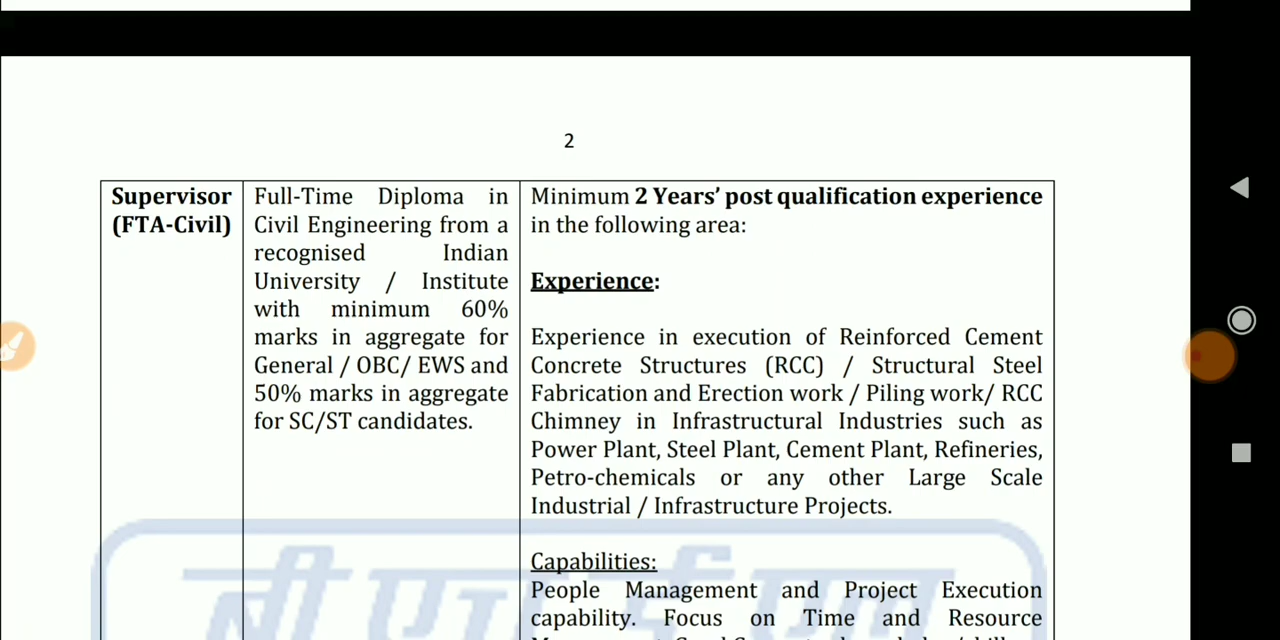 2
Supervisor
(FTA-Civil)
Full-Time Diploma in
Civil Engineering from a
recognised Indian
University / Institute
with minimum 60%
marks in aggregate for
General / OBC/ EWS and
50% marks in aggregate
for SC/ST candidates.
Minimum 2 Years’ post qualification experience
in the following area:
Experience:
Experience in execution of Reinforced Cement
Concrete Structures (RCC) / Structural Steel
Fabrication and Erection work / Piling work/ RCC
Chimney in Infrastructural Industries such as
Power Plant, Steel Plant, Cement Plant, Refineries,
Petro-chemicals or any other Large Scale
Industrial / Infrastructure Projects.
Capabilities:
People Management and Project Execution
capability. Focus on Time and Resource